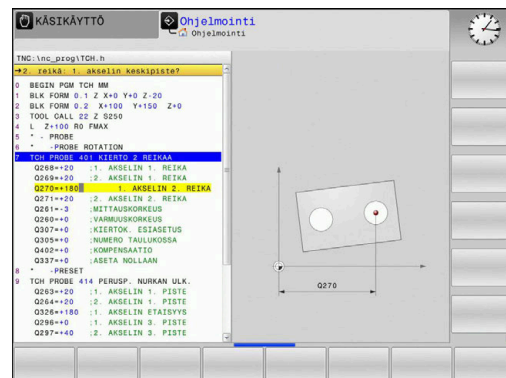 KÄSIKÄYTTÖ
Ohjelmointi
Ohjelmointi
TNC:\nc_prog\TCH.h
→2. reikä: 1. akselin keskipiste?
0 BEGIN PGM TCH MM
1 BLK FORM 0.1 Z X+0 Y+0 Z-20
2 BLK FORM 0.2 X+100 Y+150 Z+0
3 TOOL CALL 22 Z S250
4 L Z+100 R0 FMAX
5 * - PROBE
6 * -PROBE ROTATION
7 TCH PROBE 401 KIERTO 2 REIKAA
Q268=+20 ;1. AKSELIN 1. REIKA
Q269=+20 ;2. AKSELIN 1. REIKA
Q270=+180 1. AKSELIN 2. REIKA
Q271=+20 ;2. AKSELIN 2. REIKA
Q261=-3 ;MITTAUSKORKEUS
Q260=+0 ;VARMUUSKORKEUS
Q307=+0 ;KIERTOK. ESIASETUS
Q305=+0 ;NUMERO TAULUKOSSA
Q402=+0 ;KOMPENSAATIO
Q337=+0 ;ASETA NOLLAAN
8 * -PRESET
9 TCH PROBE 414 PERUSP. NURKAN ULK.
Q263=+20 ;1. AKSELIN 1. PISTE
Q264=+20 ;2. AKSELIN 1. PISTE
Q326=+180 ;1. AKSELIN ETAISYYS
Q296=+0 ;1. AKSELIN 3. PISTE
Q297=+40 ;2. AKSELIN 3. PISTE
Q270